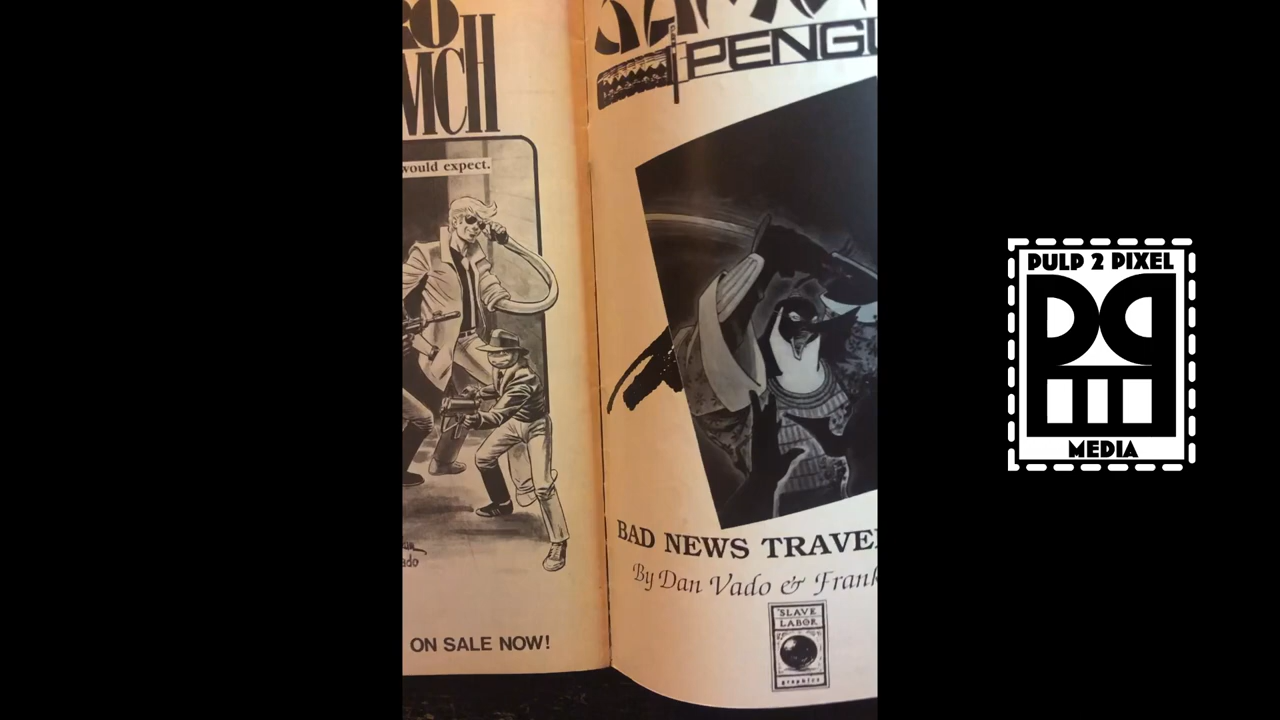 MCH
would expect.
ON SALE NOW!
PENGU
BAD NEWS TRAVE
By Dan Vado & Frank
SLAVE
LABOR
graphics
PULP 2 PIXEL
MEDIA